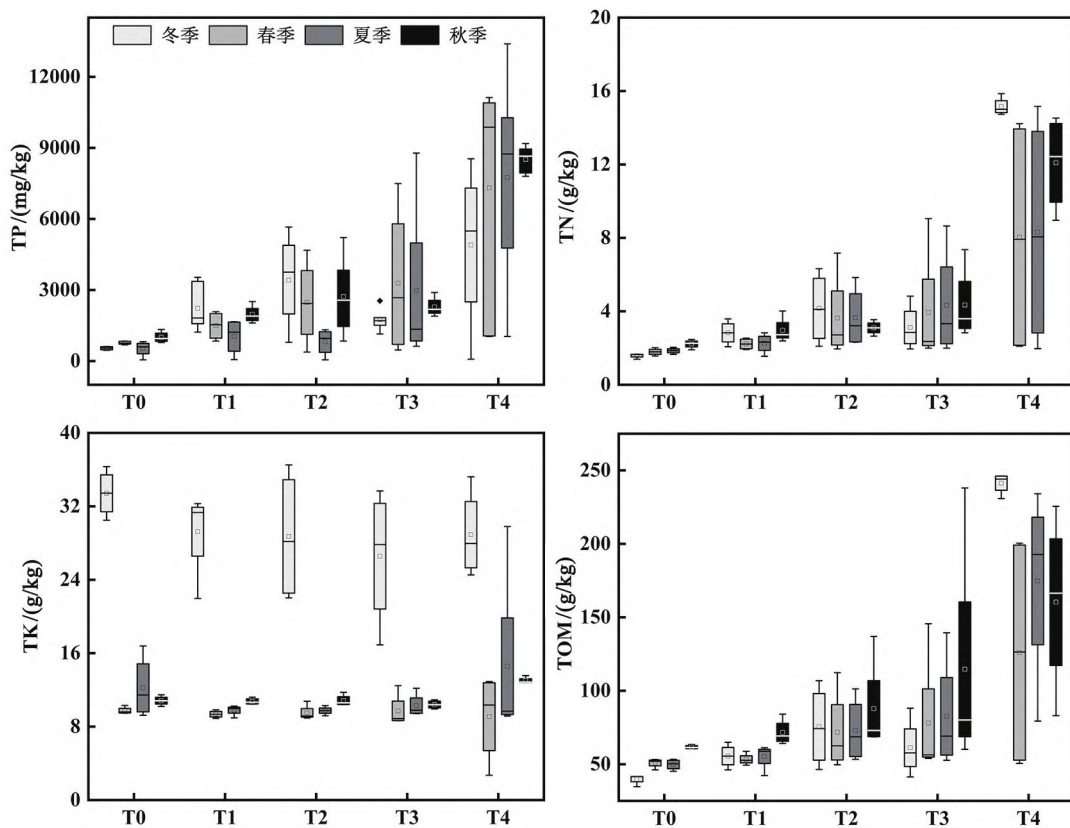 冬季 春季 夏季 秋季
TP/(mg/kg)
12000
9000
6000
3000
0
T0 T1 T2 T3 T4
TN/(g/kg)
20
16
12
8
4
0
T0 T1 T2 T3 T4
TK/(g/kg)
40
32
24
16
8
0
T0 T1 T2 T3 T4
TOM/(g/kg)
250
200
150
100
50
T0 T1 T2 T3 T4